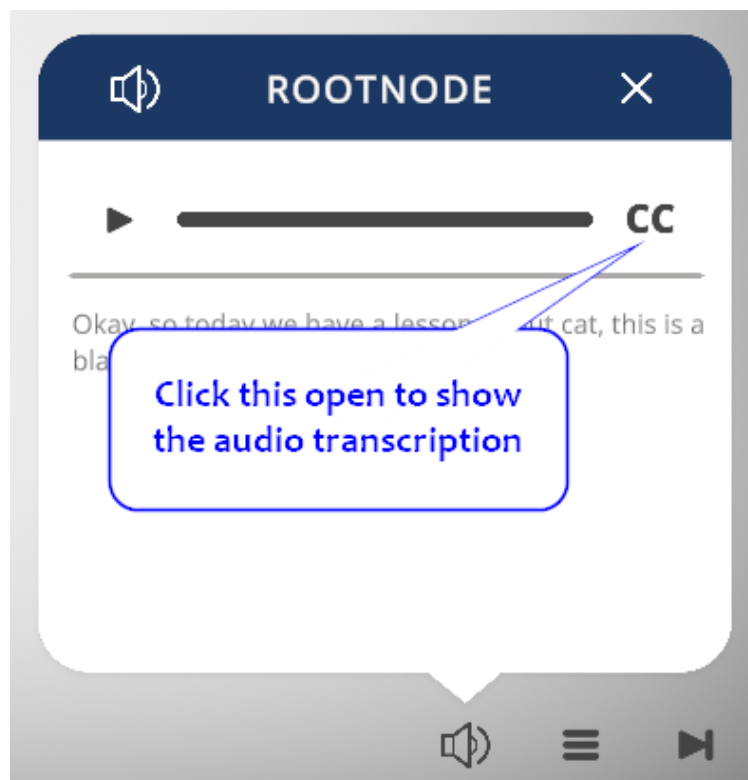 ROOTNODE
CC
Okay, so today we have a lesson ut cat, this is a
bla
Click this open to show
the audio transcription